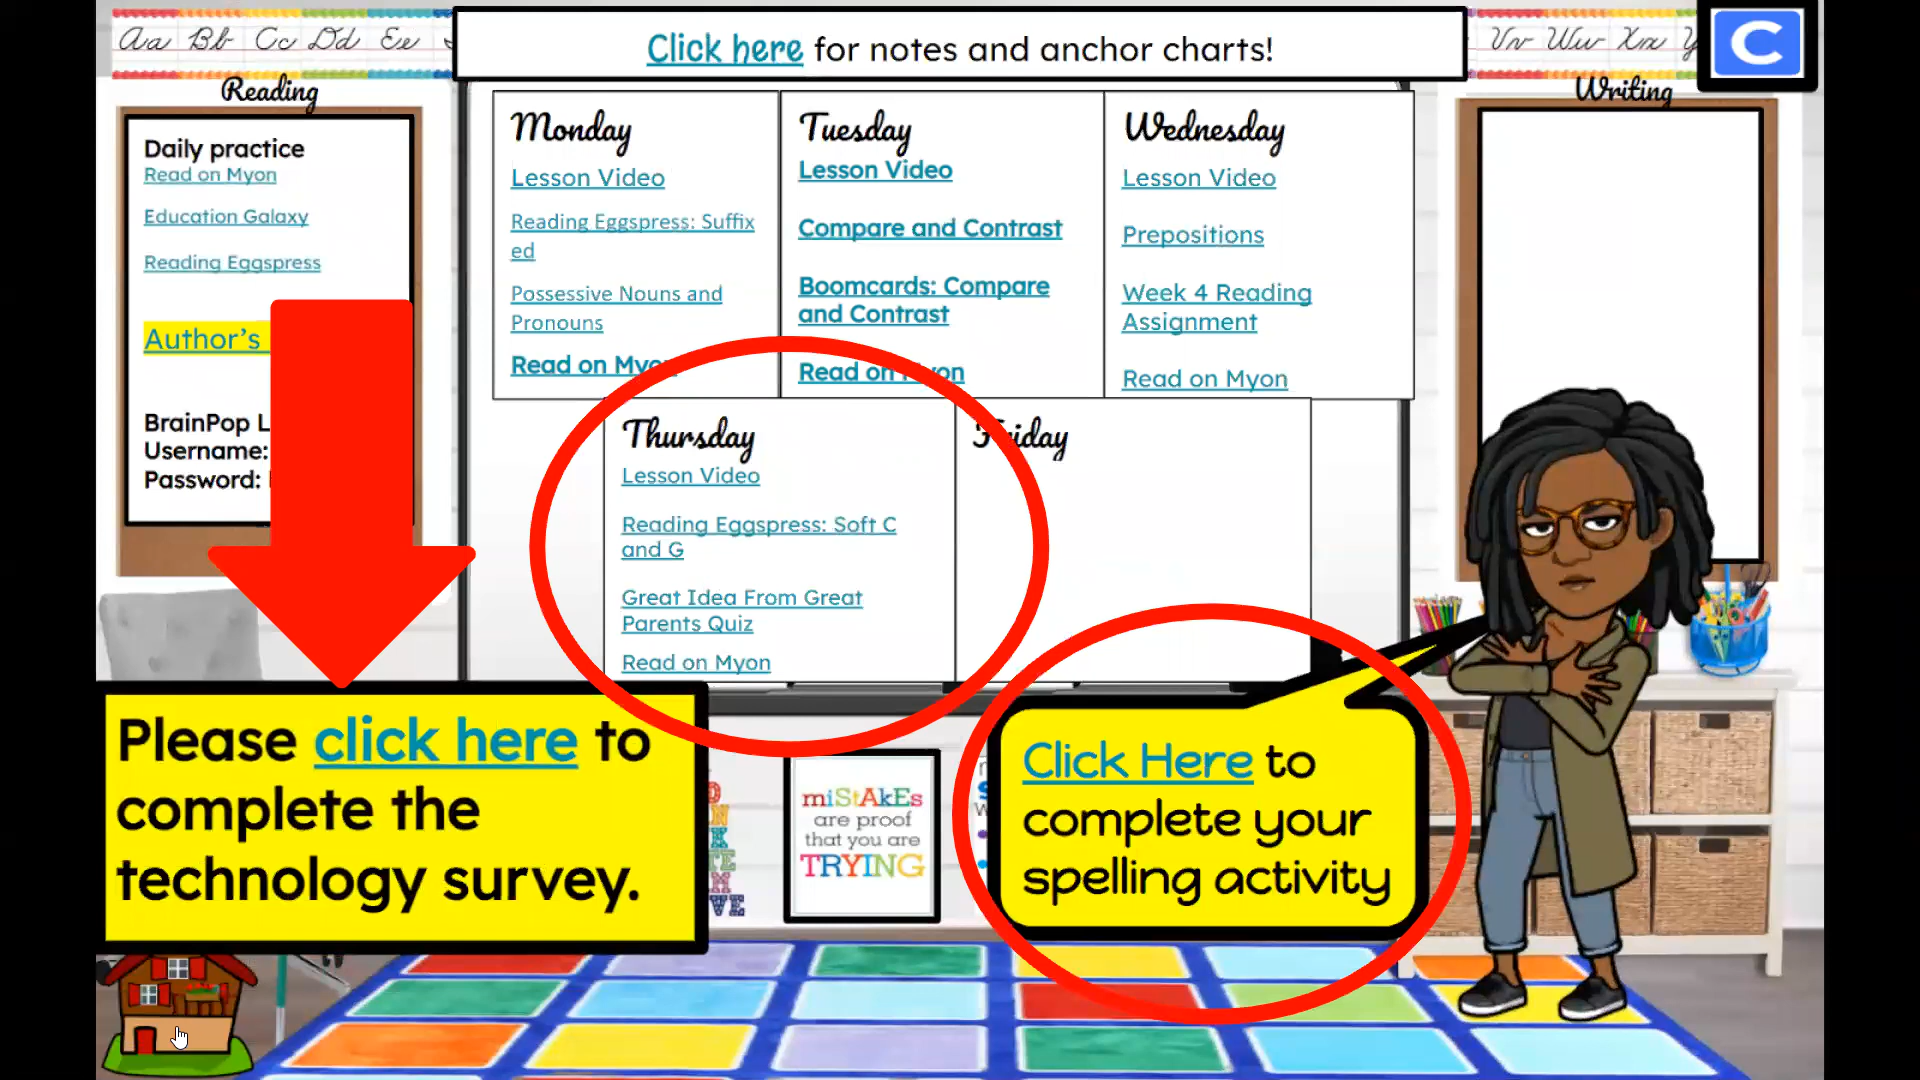 Aa Bb Cc Dd Ee
Click here for notes and anchor charts!
Vv Ww Xx
C
Reading
Writing
Daily practice
Read on Myon
Education Galaxy
Reading Eggspress
Author's
BrainPop L
Username:
Password:
Monday
Lesson Video
Reading Eggspress: Suffix
ed
Possessive Nouns and
Pronouns
Read on Myon
Tuesday
Lesson Video
Compare and Contrast
Boomcards: Compare
and Contrast
Read on Myon
Wednesday
Lesson Video
Prepositions
Week 4 Reading
Assignment
Read on Myon
Thursday
Lesson Video
Reading Eggspress: Soft C
and G
Great Idea From Great
Parents Quiz
Read on Myon
Friday
Please click here to
complete the
technology survey.
miStAkEs
are proof
that you are
TRYING
Click Here to
complete your
spelling activity